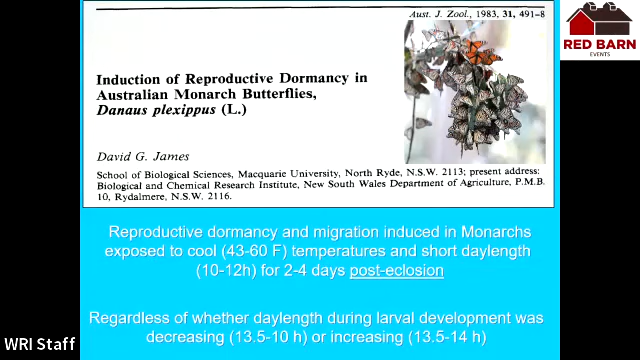 Aust. J. Zool., 1983, 31, 491-8
RED BARN
EVENTS
Induction of Reproductive Dormancy in
Australian Monarch Butterflies,
Danaus plexippus (L.)
David G. James
School of Biological Sciences, Macquarie University, North Ryde, N.S.W. 2113; present address:
Biological and Chemical Research Institute, New South Wales Department of Agriculture, P.M.B.
10, Rydalmere, N.S.W. 2116.
Reproductive dormancy and migration induced in Monarchs
exposed to cool (43-60 F) temperatures and short daylength
(10-12h) for 2-4 days post-eclosion
Regardless of whether daylength during larval development was
decreasing (13.5-10 h) or increasing (13.5-14 h)
WRI Staff